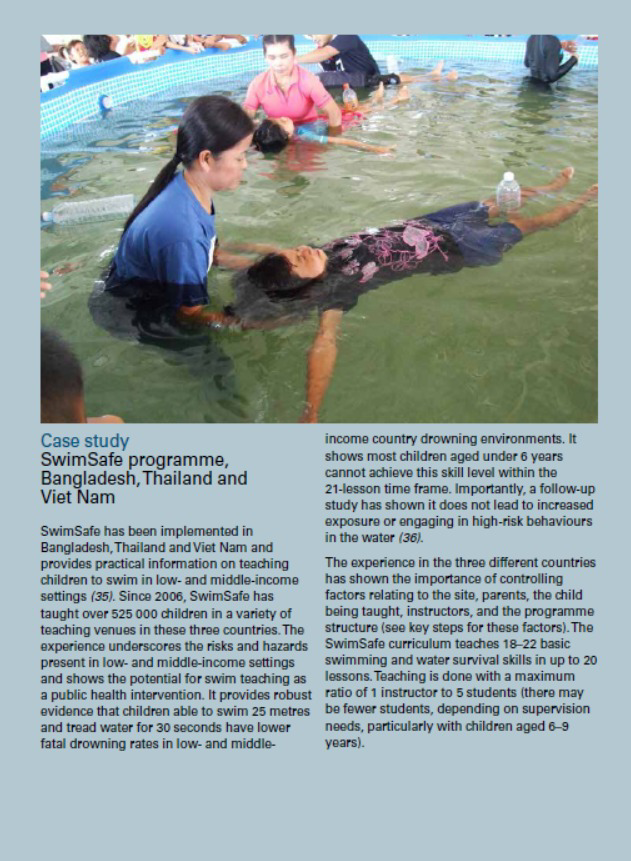 Case study
SwimSafe programme,
Bangladesh, Thailand and
Viet Nam
SwimSafe has been implemented in
Bangladesh, Thailand and Viet Nam and
provides practical information on teaching
children to swim in low- and middle-income
settings (35). Since 2006, SwimSafe has
taught over 525 000 children in a variety of
teaching venues in these three countries. The
experience underscores the risks and hazards
present in low- and middle-income settings
and shows the potential for swim teaching as
a public health intervention. It provides robust
evidence that children able to swim 25 metres
and tread water for 30 seconds have lower
fatal drowning rates in low- and middle-
income country drowning environments. It
shows most children aged under 6 years
cannot achieve this skill level within the
21-lesson time frame. Importantly, a follow-up
study has shown it does not lead to increased
exposure or engaging in high-risk behaviours
in the water (36).
The experience in the three different countries
has shown the importance of controlling
factors relating to the site, parents, the child
being taught, instructors, and the programme
structure (see key steps for these factors). The
SwimSafe curriculum teaches 18–22 basic
swimming and water survival skills in up to 20
lessons. Teaching is done with a maximum
ratio of 1 instructor to 5 students (there may
be fewer students, depending on supervision
needs, particularly with children aged 6–9
years).